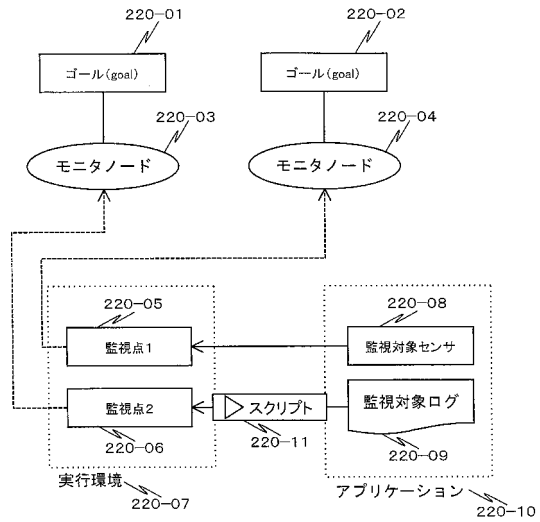 220-01
220-02
ゴール(goal)
ゴール(goal)
220-03
220-04
モニタノード
モニタノード
220-05
220-08
監視点1
監視対象センサ
監視点2
スクリプト
監視対象ログ
220-06
220-11
220-09
実行環境
220-07
アプリケーション
220-10